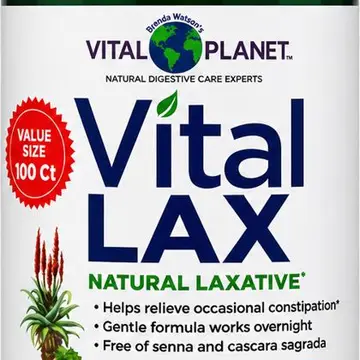 Brenda Watson's
VITAL PLANET™
NATURAL DIGESTIVE CARE EXPERTS
VALUE
SIZE
100 Ct
Vital
LAX
NATURAL LAXATIVE*
• Helps relieve occasional constipation*
• Gentle formula works overnight
• Free of senna and cascara sagrada